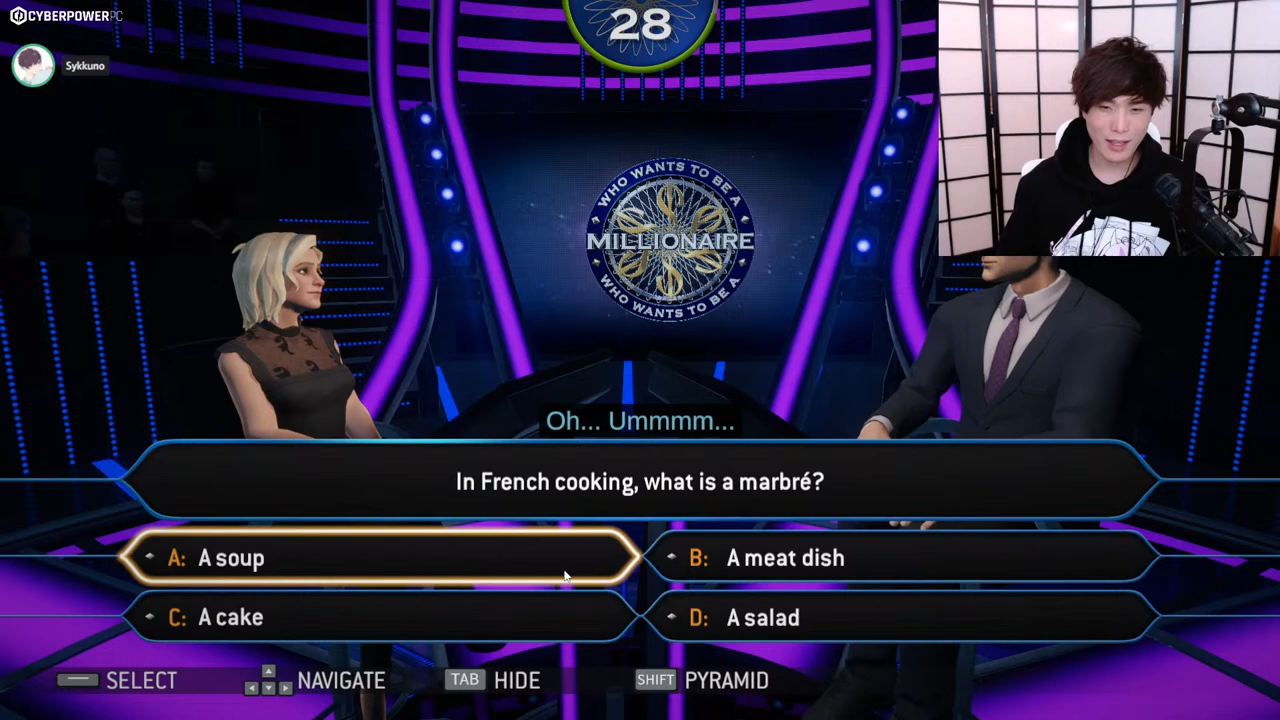 CYBERPOWERPC
Sykkuno
28
WHO WANTS TO BE A
MILLIONAIRE
WHO WANTS TO BE A
Oh... Ummmm...
In French cooking, what is a marbré?
A: A soup
B: A meat dish
C: A cake
D: A salad
SELECT
NAVIGATE
TAB HIDE
SHIFT PYRAMID